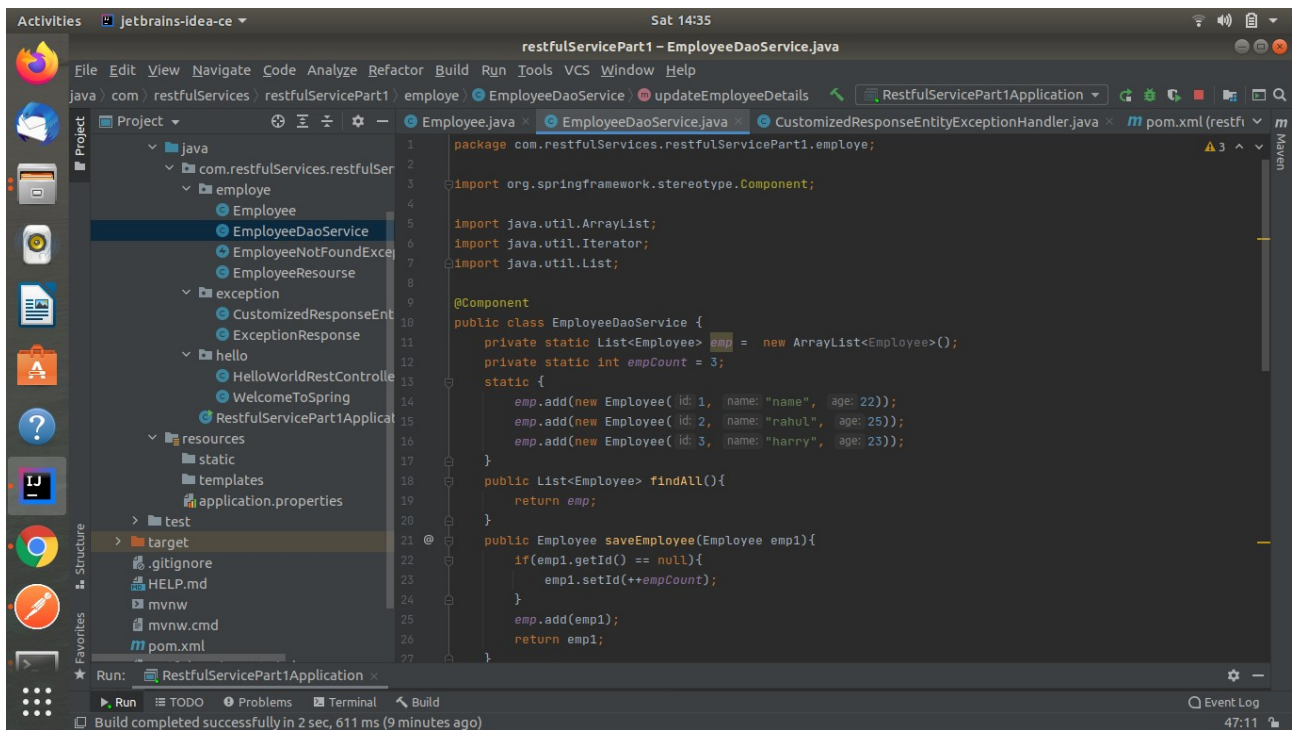 Activities jetbrains-idea-ce Sat 14:35
restfulServicePart1 – EmployeeDaoService.java
File Edit View Navigate Code Analyze Refactor Build Run Tools VCS Window Help
java com restfulServices restfulServicePart1 employe EmployeeDaoService updateEmployeeDetails RestfulServicePart1Application
Project
Employee.java EmployeeDaoService.java CustomizedResponseEntityExceptionHandler.java pom.xml (restfu
Project
Structure
Favorites
Maven
java
com.restfulServices.restfulSer
employe
Employee
EmployeeDaoService
EmployeeNotFoundExcep
EmployeeResourse
exception
CustomizedResponseEnt
ExceptionResponse
hello
HelloWorldRestControlle
WelcomeToSpring
RestfulServicePart1Applicat
resources
static
templates
application.properties
test
target
.gitignore
HELP.md
mvnw
mvnw.cmd
pom.xml
3
1 package com.restfulServices.restfulServicePart1.employe;
2
3 import org.springframework.stereotype.Component;
4
5 import java.util.ArrayList;
6 import java.util.Iterator;
7 import java.util.List;
8
9 @Component
10 public class EmployeeDaoService {
11 private static List<Employee> emp = new ArrayList<Employee>();
12 private static int empCount = 3;
13 static {
14 emp.add(new Employee( id: 1, name: "name", age: 22));
15 emp.add(new Employee( id: 2, name: "rahul", age: 25));
16 emp.add(new Employee( id: 3, name: "harry", age: 23));
17 }
18 public List<Employee> findAll(){
19 return emp;
20 }
21 @ public Employee saveEmployee(Employee emp1){
22 if(emp1.getId() == null){
23 emp1.setId(++empCount);
24 }
25 emp.add(emp1);
26 return emp1;
27 }
Run: RestfulServicePart1Application
Run TODO Problems Terminal Build Event Log
Build completed successfully in 2 sec, 611 ms (9 minutes ago) 47:11